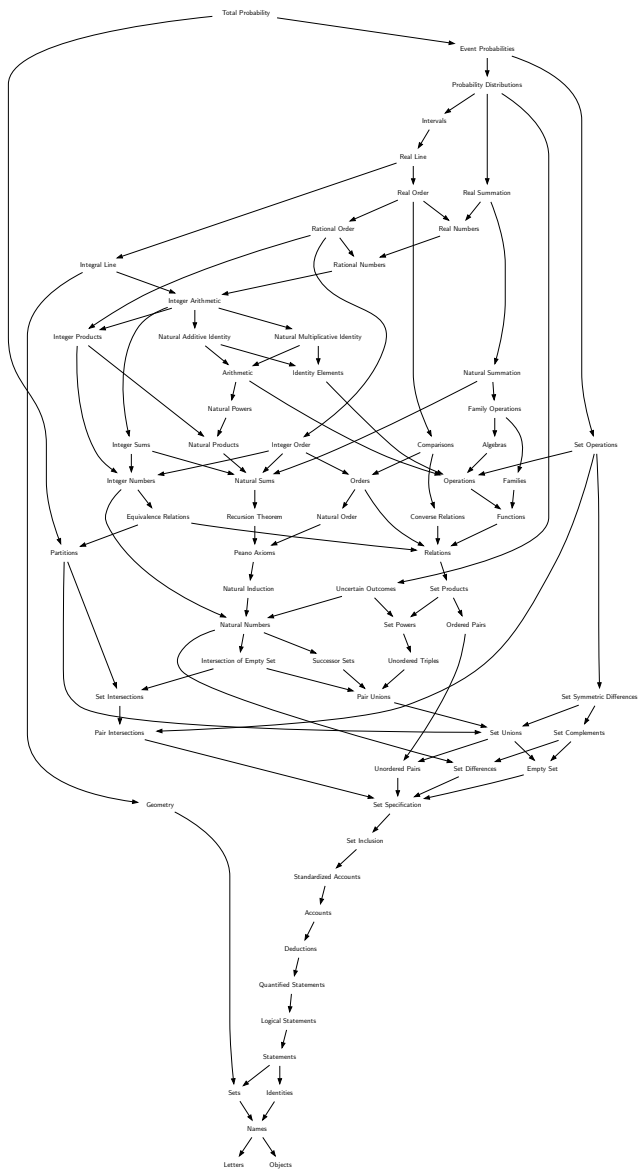 Total Probability
Event Probabilities
Probability Distributions
Intervals
Real Line
Real Order
Real Summation
Rational Order
Real Numbers
Integral Line
Rational Numbers
Integer Arithmetic
Integer Products
Natural Additive Identity
Natural Multiplicative Identity
Arithmetic
Identity Elements
Natural Summation
Natural Powers
Family Operations
Integer Sums
Natural Products
Integer Order
Comparisons
Algebras
Set Operations
Integer Numbers
Natural Sums
Orders
Operations
Families
Equivalence Relations
Recursion Theorem
Natural Order
Converse Relations
Functions
Partitions
Peano Axioms
Relations
Natural Induction
Uncertain Outcomes
Set Products
Natural Numbers
Set Powers
Ordered Pairs
Intersection of Empty Set
Successor Sets
Unordered Triples
Set Intersections
Pair Unions
Set Symmetric Differences
Pair Intersections
Set Unions
Set Complements
Unordered Pairs
Set Differences
Empty Set
Geometry
Set Specification
Set Inclusion
Standardized Accounts
Accounts
Deductions
Quantified Statements
Logical Statements
Statements
Sets
Identities
Names
Letters
Objects